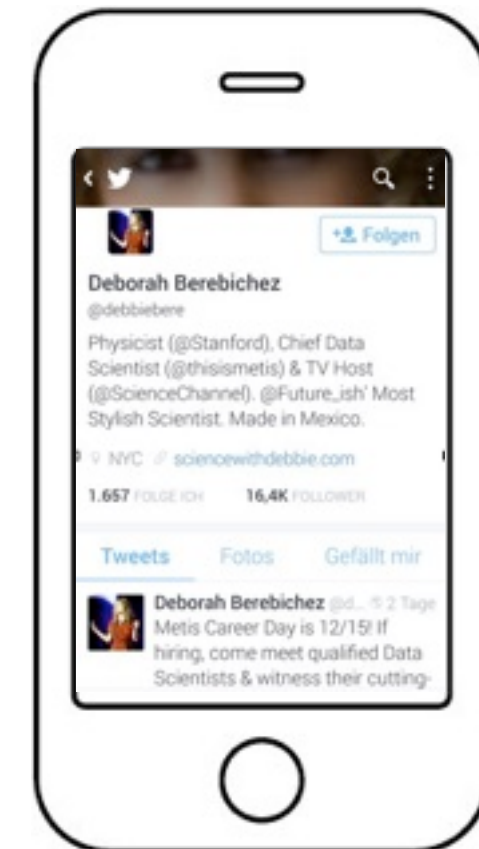 Folgen
Deborah Berebichez
@debbiebere
Physicist (@Stanford), Chief Data
Scientist (@thisismetis) & TV Host
(@ScienceChannel). @Future_ish' Most
Stylish Scientist. Made in Mexico.
NYC sciencewithdebbie.com
1.657 FOLGE ICH 16,4K FOLLOWER
Tweets Fotos Gefällt mir
Deborah Berebichez @d... 2 Tage
Metis Career Day is 12/15! If
hiring, come meet qualified Data
Scientists & witness their cutting-